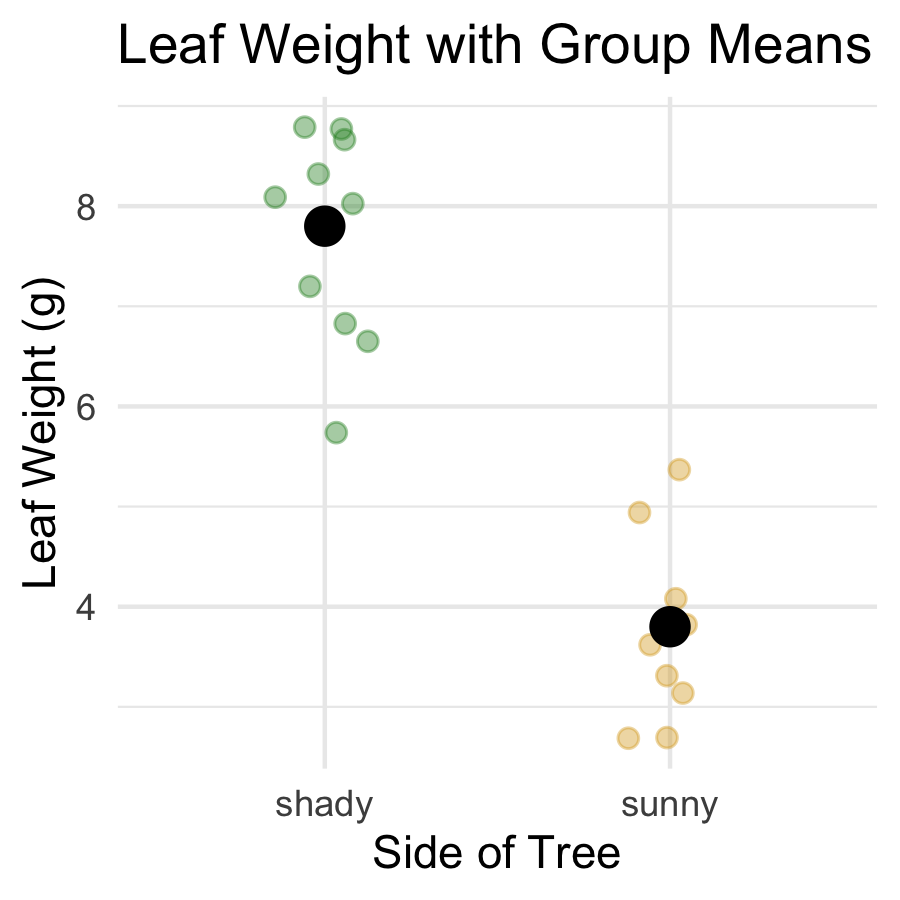 Leaf Weight with Group Means
Leaf Weight (g)
8
6
4
shady
sunny
Side of Tree